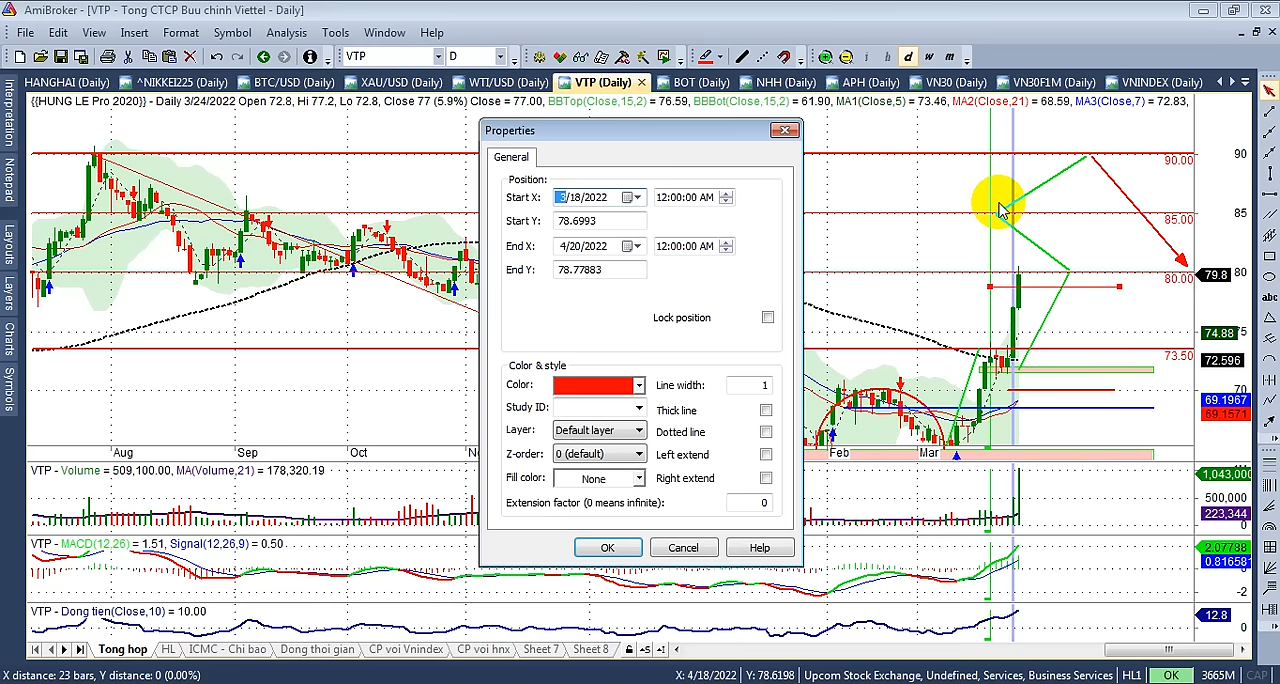 AmiBroker - [VTP - Tong CTCP Buu chinh Viettel - Daily]
File Edit View Insert Format Symbol Analysis Tools Window Help
VTP D i h d w m
HANGHAI (Daily) ^NIKKEI225 (Daily) BTC/USD (Daily) XAU/USD (Daily) WTI/USD (Daily) VTP (Daily) BOT (Daily) NHH (Daily) APH (Daily) VN30 (Daily) VN30F1M (Daily) VNINDEX (Daily)
{{HUNG LE Pro 2020}} - Daily 3/24/2022 Open 72.8, Hi 77.2, Lo 72.8, Close 77 (5.9%) Close = 77.00, BBTop(Close,15,2) = 76.59, BBBot(Close,15,2) = 61.90, MA1(Close,5) = 73.46, MA2(Close,21) = 68.59, MA3(Close,7) = 72.83,
Interpretation
Notepad
Layouts
Layers
Charts
Symbols
Properties
General
Position:
Start X: 3/18/2022 12:00:00 AM
Start Y: 78.6993
End X: 4/20/2022 12:00:00 AM
End Y: 78.77883
Lock position
Color & style
Color: Line width: 1
Study ID: Thick line
Layer: Default layer Dotted line
Z-order: 0 (default) Left extend
Fill color: None Right extend
Extension factor (0 means infinite): 0
OK Cancel Help
90.00 90
85.00 85
80.00 80
79.8
74.88 75
73.50
72.596
70
69.1967
69.1571
abc
Aug Sep Oct Feb Mar
VTP - Volume = 509,100.00, MA(Volume,21) = 178,320.19
1,043,000
500,000
223,344
0
VTP - MACD(12,26) = 1.51, Signal(12,26,9) = 0.50
2.07788
0.81658
-2
VTP - Dong tien(Close,10) = 10.00
12.8
0
Tong hop HL ICMC - Chi bao Dong thoi gian CP voi Vnindex CP voi hnx Sheet 7 Sheet 8
X distance: 23 bars, Y distance: 0 (0.00%) X: 4/18/2022 Y: 78.6198 Upcom Stock Exchange, Undefined, Services, Business Services HL1 OK 3665M CAP